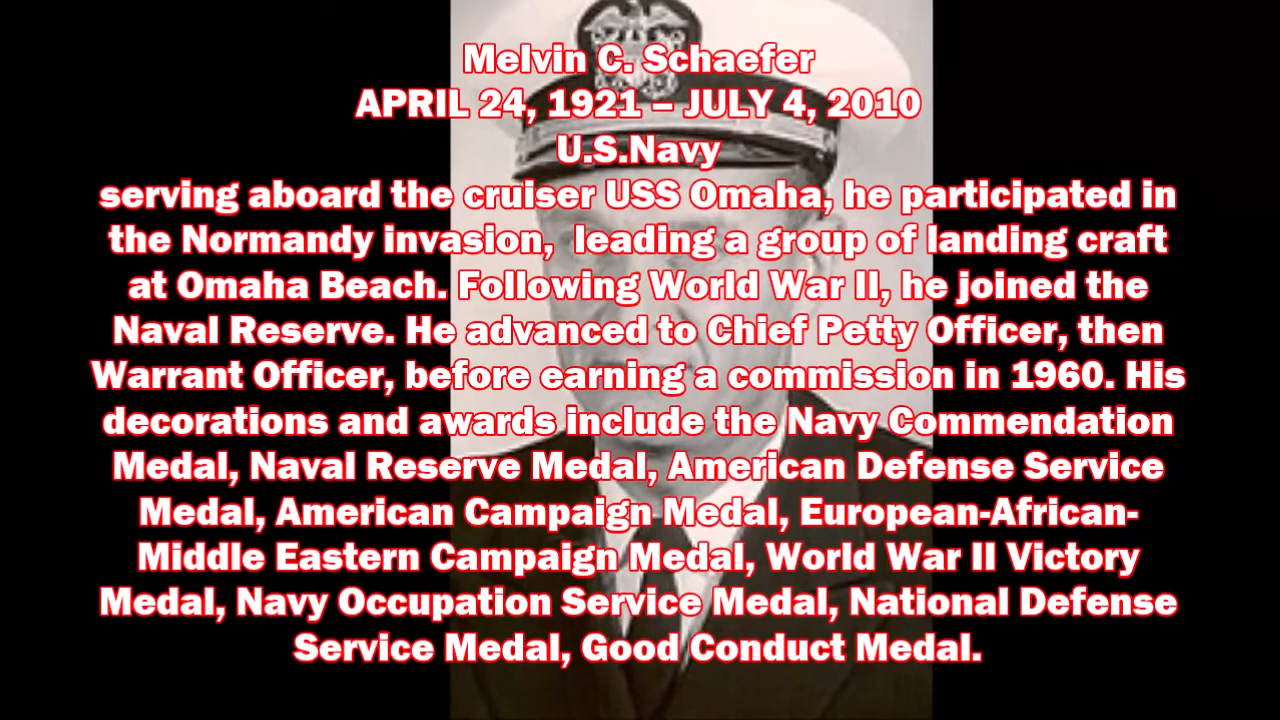 Melvin C. Schaefer
APRIL 24, 1921 – JULY 4, 2010
U.S.Navy
serving aboard the cruiser USS Omaha, he participated in
the Normandy invasion,  leading a group of landing craft
at Omaha Beach. Following World War II, he joined the
Naval Reserve. He advanced to Chief Petty Officer, then
Warrant Officer, before earning a commission in 1960. His
decorations and awards include the Navy Commendation
Medal, Naval Reserve Medal, American Defense Service
Medal, American Campaign Medal, European-African-
Middle Eastern Campaign Medal, World War II Victory
Medal, Navy Occupation Service Medal, National Defense
Service Medal, Good Conduct Medal.